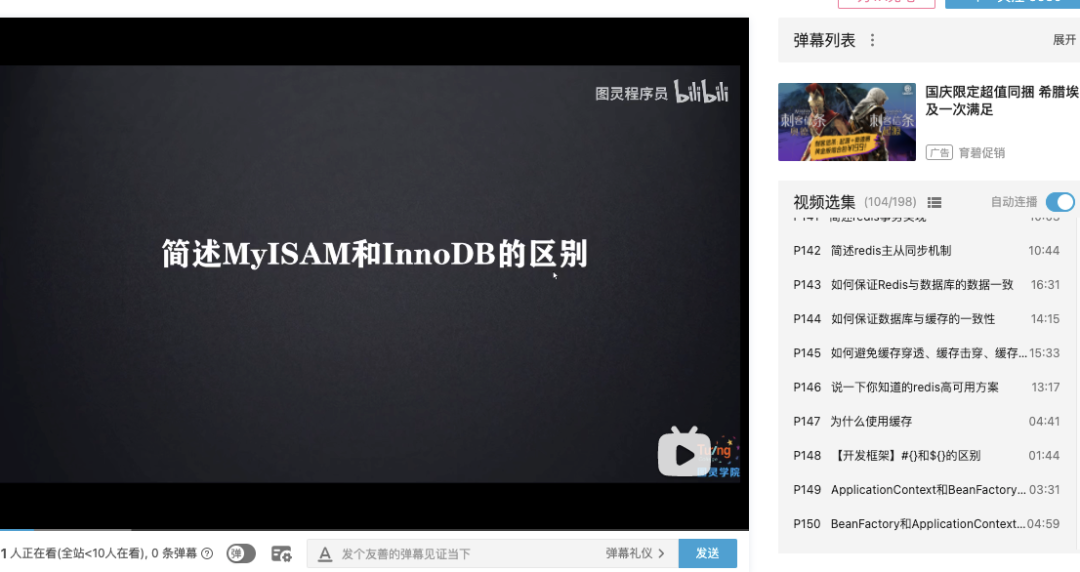 弹幕列表
展开
图灵程序员 bilibili
国庆限定超值同捆 希腊埃
及一次满足
广告 育碧促销
视频选集 (104/198) 自动连播
简述MyISAM和InnoDB的区别
P142 简述redis主从同步机制 10:44
P143 如何保证Redis与数据库的数据一致 16:31
P144 如何保证数据库与缓存的一致性 14:15
P145 如何避免缓存穿透、缓存击穿、缓存... 15:33
P146 说一下你知道的redis高可用方案 13:17
P147 为什么使用缓存 04:41
P148 【开发框架】#{}和${}的区别 01:44
P149 ApplicationContext和BeanFactory... 03:31
P150 BeanFactory和ApplicationContext... 04:59
1人正在看(全站<10人在看), 0 条弹幕
弹
A 发个友善的弹幕见证当下
弹幕礼仪 >
发送